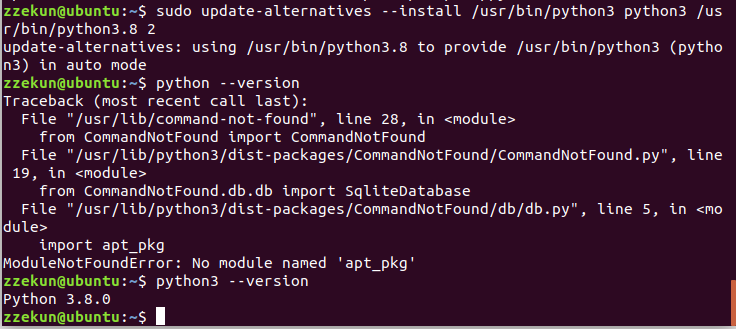 zzekun@ubuntu:~$ sudo update-alternatives --install /usr/bin/python3 python3 /us
r/bin/python3.8 2
update-alternatives: using /usr/bin/python3.8 to provide /usr/bin/python3 (pytho
n3) in auto mode
zzekun@ubuntu:~$ python --version
Traceback (most recent call last):
  File "/usr/lib/command-not-found", line 28, in <module>
    from CommandNotFound import CommandNotFound
  File "/usr/lib/python3/dist-packages/CommandNotFound/CommandNotFound.py", line
 19, in <module>
    from CommandNotFound.db.db import SqliteDatabase
  File "/usr/lib/python3/dist-packages/CommandNotFound/db/db.py", line 5, in <mo
dule>
    import apt_pkg
ModuleNotFoundError: No module named 'apt_pkg'
zzekun@ubuntu:~$ python3 --version
Python 3.8.0
zzekun@ubuntu:~$